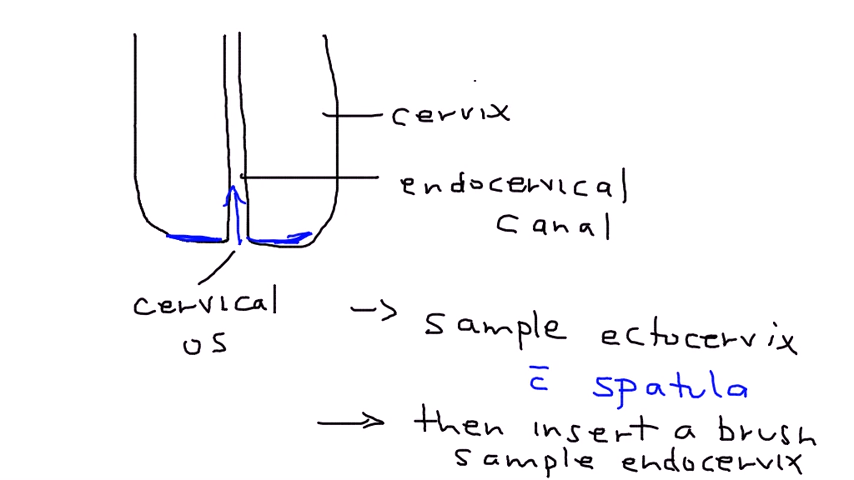 cervix
endocervical
canal
cervical
os
-> sample ectocervix
c̄ spatula
-> then insert a brush
sample endocervix